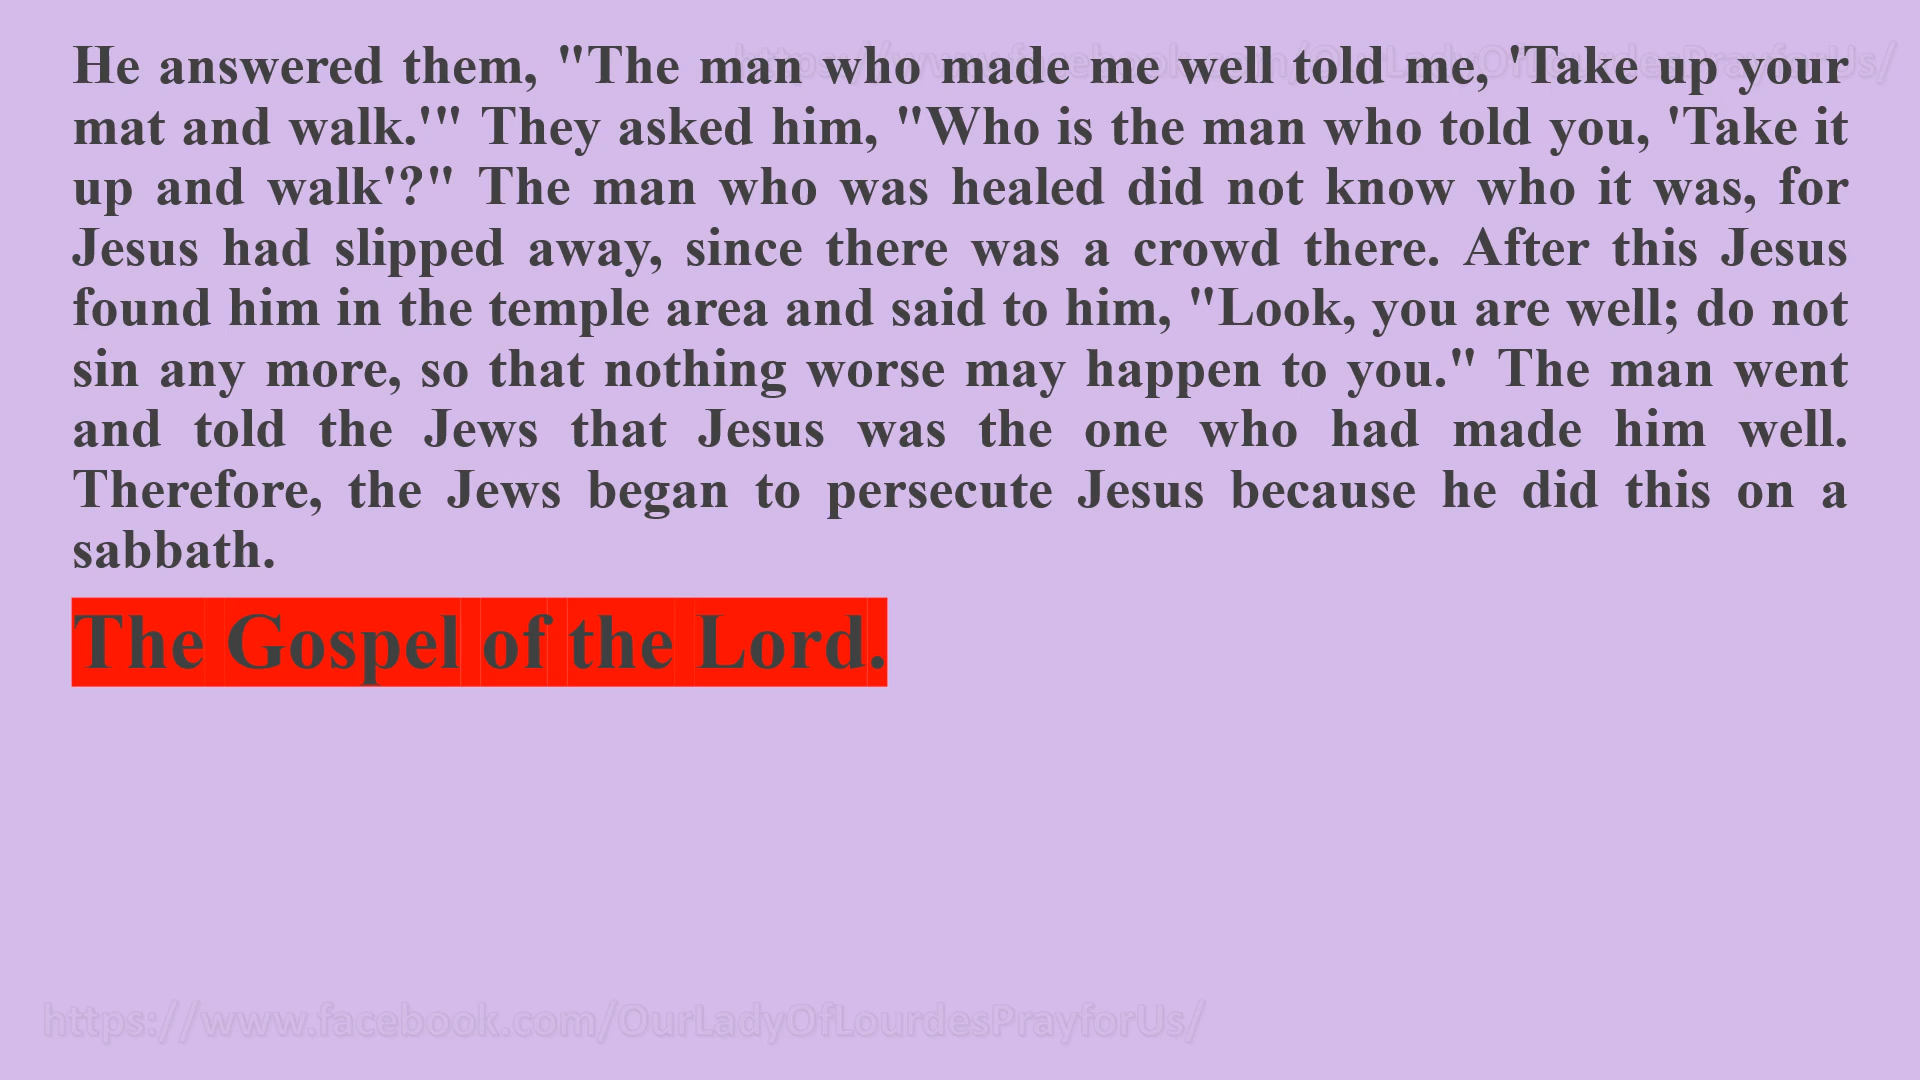 https://www.facebook.com/OurLadyOfLourdesPrayforUs/
He answered them, "The man who made me well told me, 'Take up your
mat and walk.'" They asked him, "Who is the man who told you, 'Take it
up and walk'?" The man who was healed did not know who it was, for
Jesus had slipped away, since there was a crowd there. After this Jesus
found him in the temple area and said to him, "Look, you are well; do not
sin any more, so that nothing worse may happen to you." The man went
and told the Jews that Jesus was the one who had made him well.
Therefore, the Jews began to persecute Jesus because he did this on a
sabbath.
The Gospel of the Lord.
https://www.facebook.com/OurLadyOfLourdesPrayforUs/